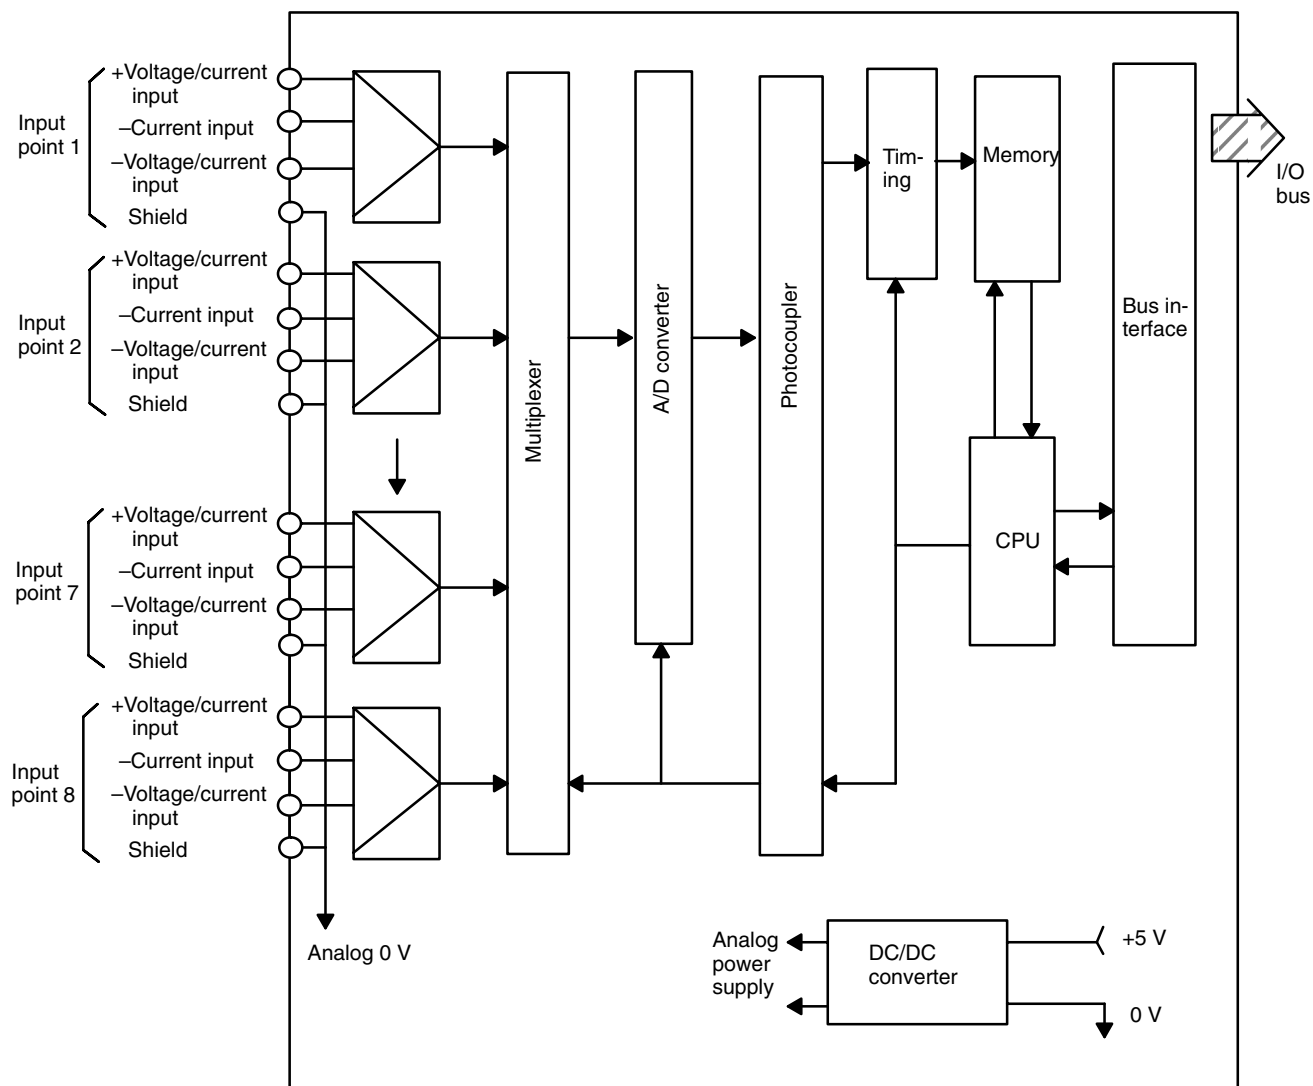 Input
point 1
+Voltage/current
input
–Current input
–Voltage/current
input
Shield
Input
point 2
+Voltage/current
input
–Current input
–Voltage/current
input
Shield
Input
point 7
+Voltage/current
input
–Current input
–Voltage/current
input
Shield
Input
point 8
+Voltage/current
input
–Current input
–Voltage/current
input
Shield
Analog 0 V
Multiplexer
A/D converter
Photocoupler
Tim-
ing
Memory
CPU
Bus in-
terface
I/O
bus
Analog
power
supply
DC/DC
converter
+5 V
0 V